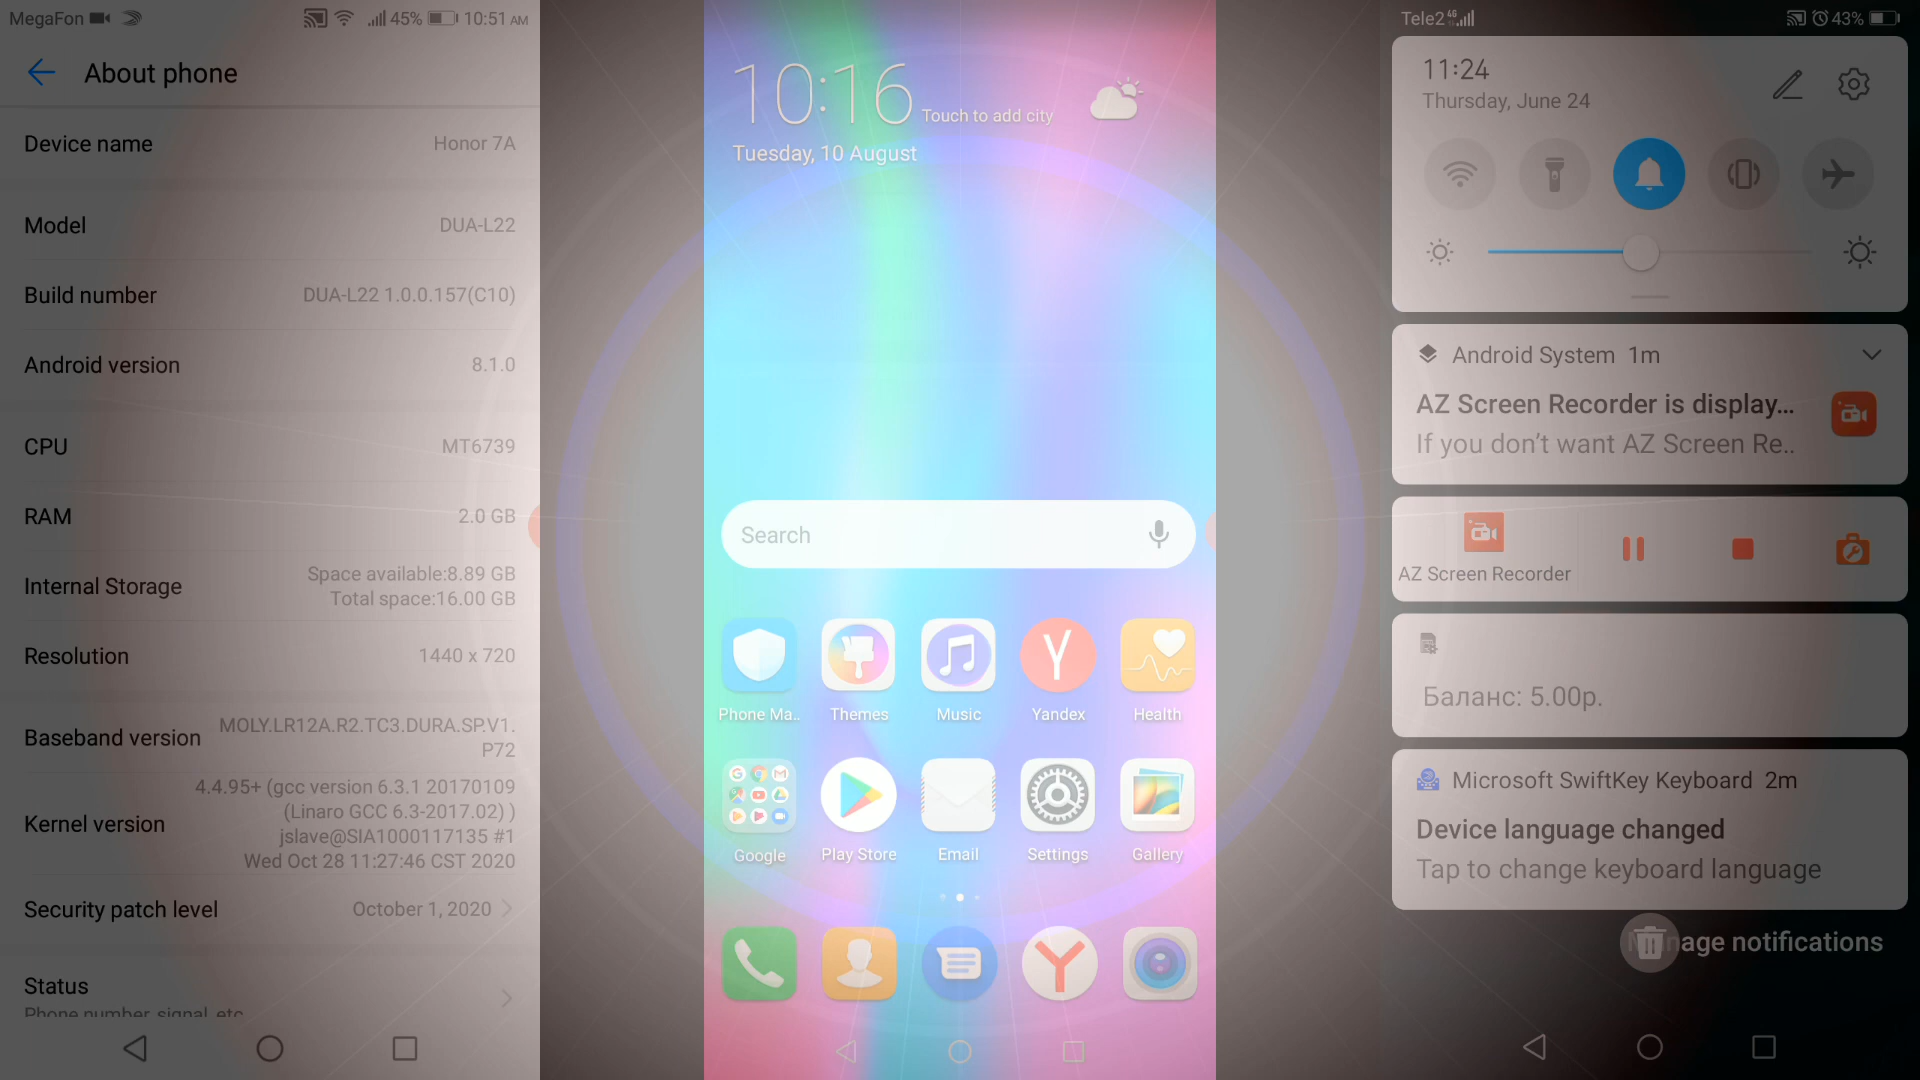 MegaFon
45%
10:51 AM
About phone
Device name
Honor 7A
Model
DUA-L22
Build number
DUA-L22 1.0.0.157(C10)
Android version
8.1.0
CPU
MT6739
RAM
2.0 GB
Internal Storage
Space available:8.89 GB
Total space:16.00 GB
Resolution
1440 x 720
Baseband version
MOLY.LR12A.R2.TC3.DURA.SP.V1.
P72
Kernel version
4.4.95+ (gcc version 6.3.1 20170109
(Linaro GCC 6.3-2017.02) )
jslave@SIA1000117135 #1
Wed Oct 28 11:27:46 CST 2020
Security patch level
October 1, 2020
Status
Phone number, signal, etc.
10:16
Touch to add city
Tuesday, 10 August
Search
Phone Ma..
Themes
Music
Yandex
Health
Google
Play Store
Email
Settings
Gallery
Tele2 4G
43%
11:24
Thursday, June 24
Android System 1m
AZ Screen Recorder is display...
If you don't want AZ Screen Re..
AZ Screen Recorder
Баланс: 5.00р.
Microsoft SwiftKey Keyboard 2m
Device language changed
Tap to change keyboard language
notifications